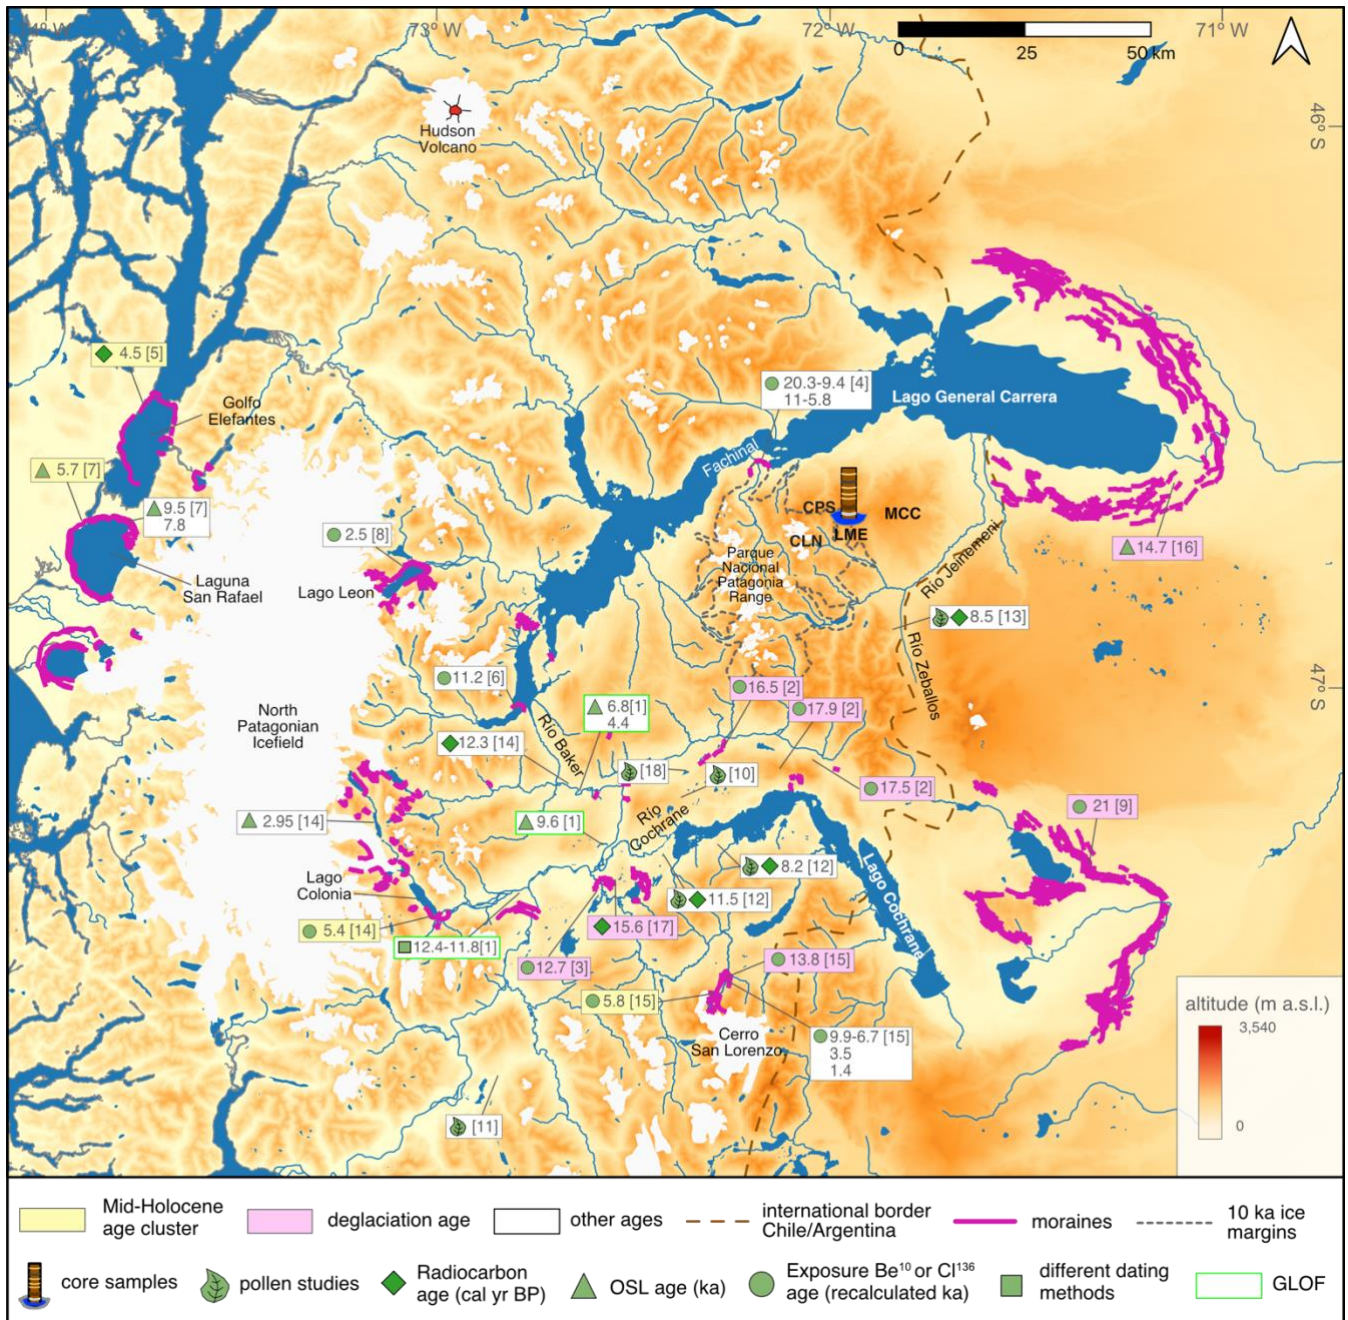 74° W
73° W
72° W
71° W
0
25
50 km
46° S
Hudson
Volcano
4.5 [5]
Golfo
Elefantes
20.3-9.4 [4]
11-5.8
Lago General Carrera
Fachinal
5.7 [7]
9.5 [7]
7.8
2.5 [8]
CPS
MCC
LME
CLN
14.7 [16]
Laguna
San Rafael
Lago Leon
Parque
Nacional
Patagonia
Range
Río Jeinemeni
8.5 [13]
Río Zeballos
47° S
11.2 [6]
16.5 [2]
6.8[1]
4.4
17.9 [2]
North
Patagonian
Icefield
Río Baker
12.3 [14]
[18]
[10]
17.5 [2]
21 [9]
2.95 [14]
9.6 [1]
Río
Cochrane
8.2 [12]
Lago Cochrane
Lago
Colonia
11.5 [12]
5.4 [14]
15.6 [17]
12.4-11.8[1]
12.7 [3]
13.8 [15]
5.8 [15]
Cerro
San Lorenzo
9.9-6.7 [15]
3.5
1.4
[11]
altitude (m a.s.l.)
3,540
0
Mid-Holocene
age cluster
deglaciation age
other ages
international border
Chile/Argentina
moraines
10 ka ice
margins
core samples
pollen studies
Radiocarbon
age (cal yr BP)
OSL age (ka)
Exposure Be¹⁰ or Cl¹³⁶
age (recalculated ka)
different dating
methods
GLOF